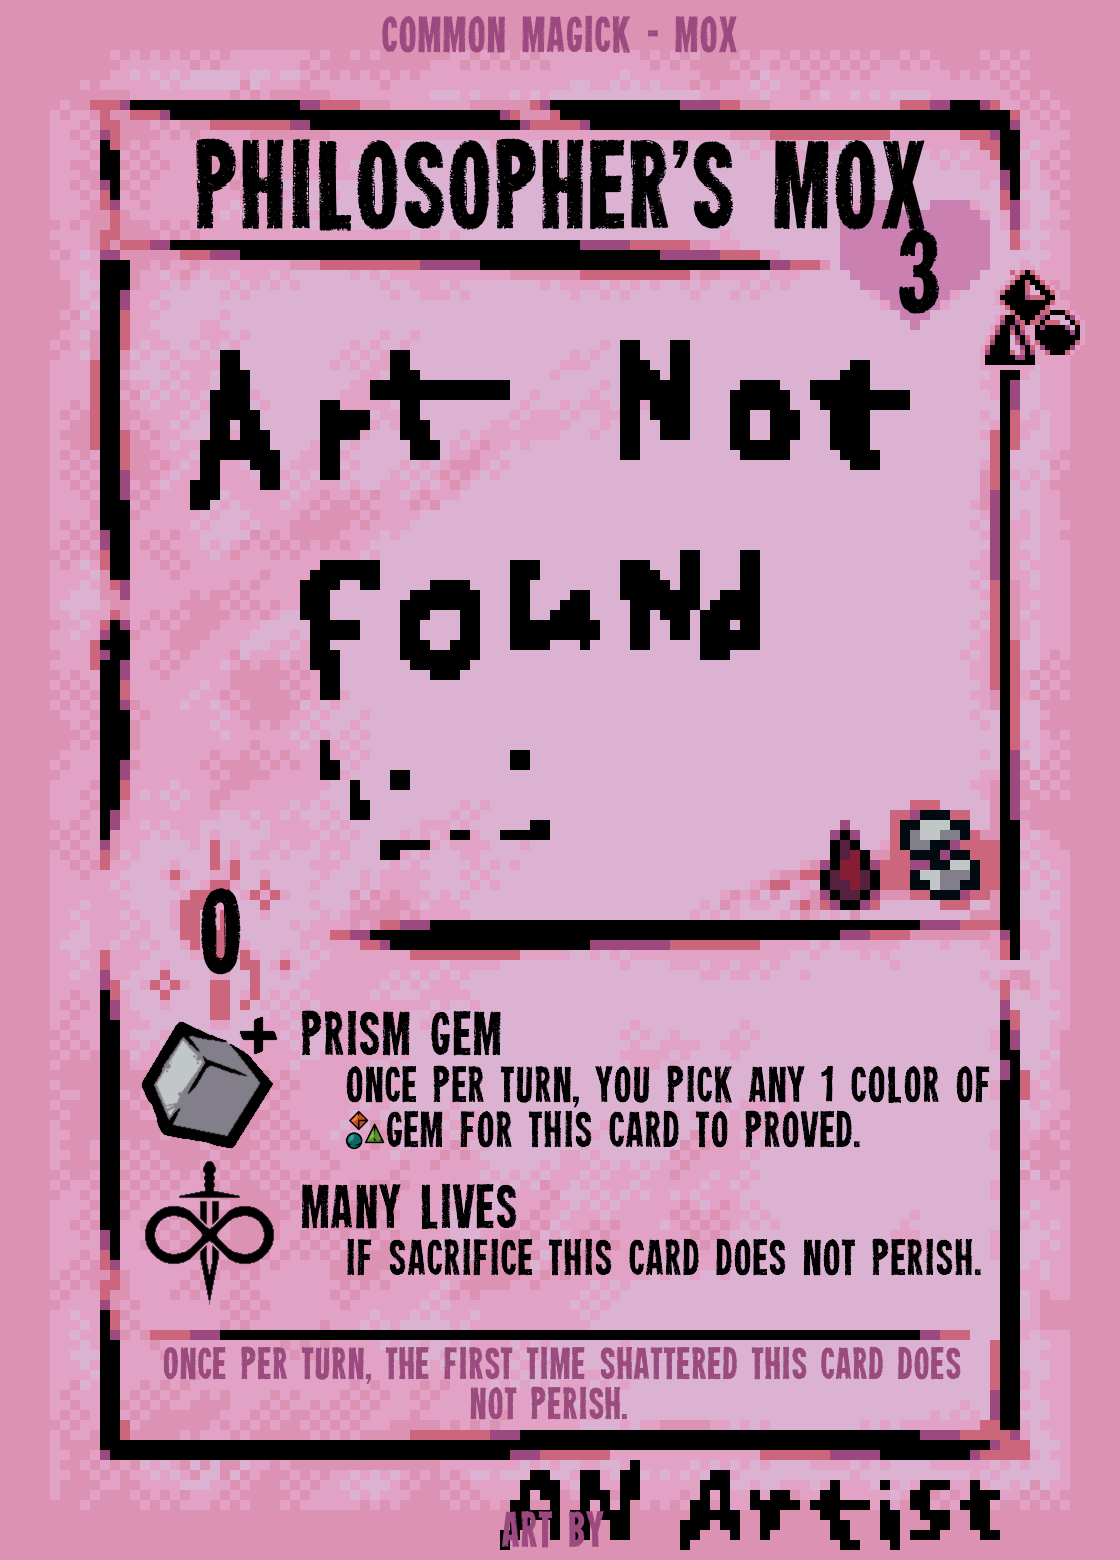 COMMON MAGICK - MOX
PHILOSOPHER'S MOX
3
Art Not
Found
0
PRISM GEM
ONCE PER TURN, YOU PICK ANY 1 COLOR OF
GEM FOR THIS CARD TO PROVED.
MANY LIVES
IF SACRIFICE THIS CARD DOES NOT PERISH.
ONCE PER TURN, THE FIRST TIME SHATTERED THIS CARD DOES
NOT PERISH.
AN Artist
ART BY